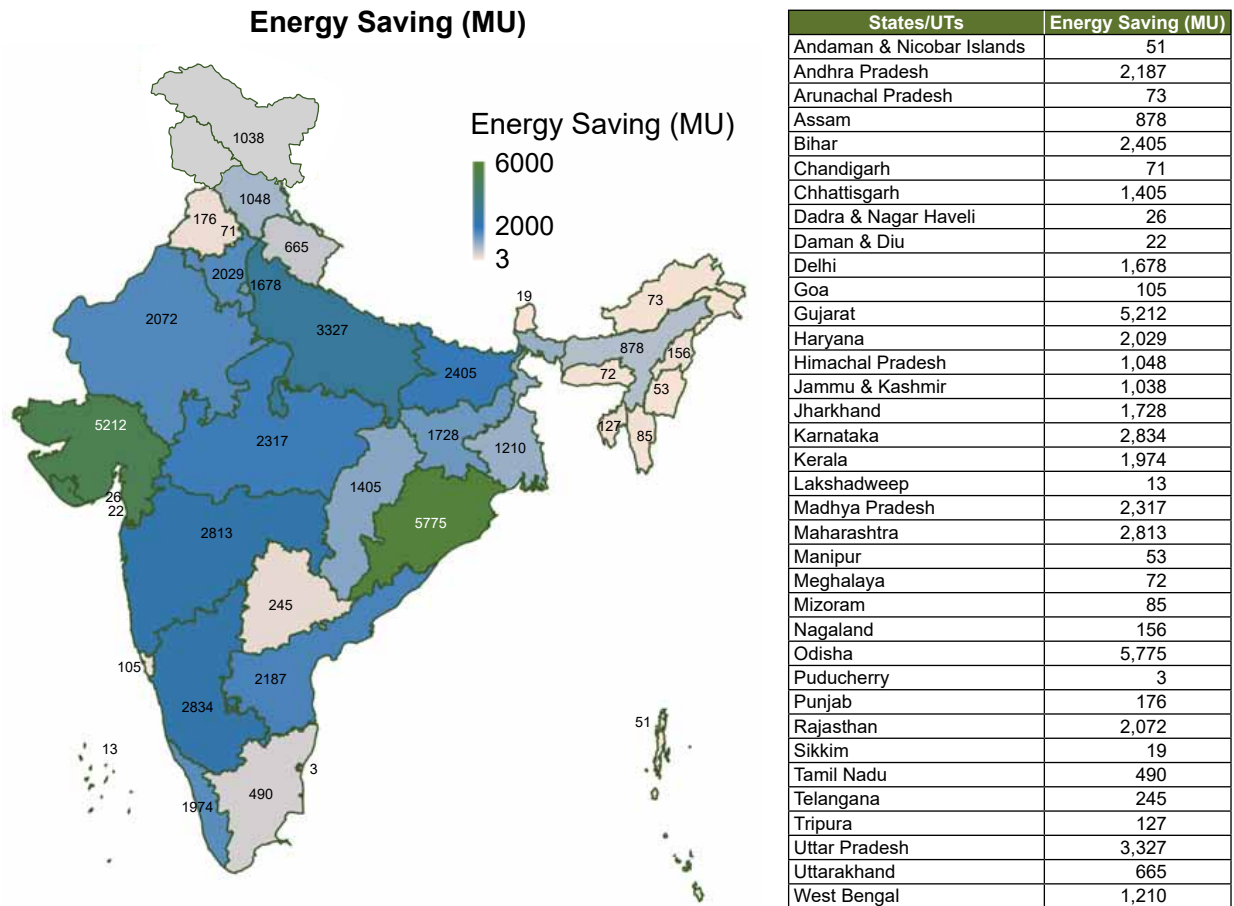 Energy Saving (MU)
Energy Saving (MU)
6000
2000
3
1038
1048
176
71
665
2029
1678
19
73
2072
3327
878
156
2405
72
53
5212
127
2317
1728
1210
85
1405
26
22
5775
2813
245
105
2187
2834
51
13
3
1974
490
States/UTs Energy Saving (MU)
Andaman & Nicobar Islands 51
Andhra Pradesh 2,187
Arunachal Pradesh 73
Assam 878
Bihar 2,405
Chandigarh 71
Chhattisgarh 1,405
Dadra & Nagar Haveli 26
Daman & Diu 22
Delhi 1,678
Goa 105
Gujarat 5,212
Haryana 2,029
Himachal Pradesh 1,048
Jammu & Kashmir 1,038
Jharkhand 1,728
Karnataka 2,834
Kerala 1,974
Lakshadweep 13
Madhya Pradesh 2,317
Maharashtra 2,813
Manipur 53
Meghalaya 72
Mizoram 85
Nagaland 156
Odisha 5,775
Puducherry 3
Punjab 176
Rajasthan 2,072
Sikkim 19
Tamil Nadu 490
Telangana 245
Tripura 127
Uttar Pradesh 3,327
Uttarakhand 665
West Bengal 1,210